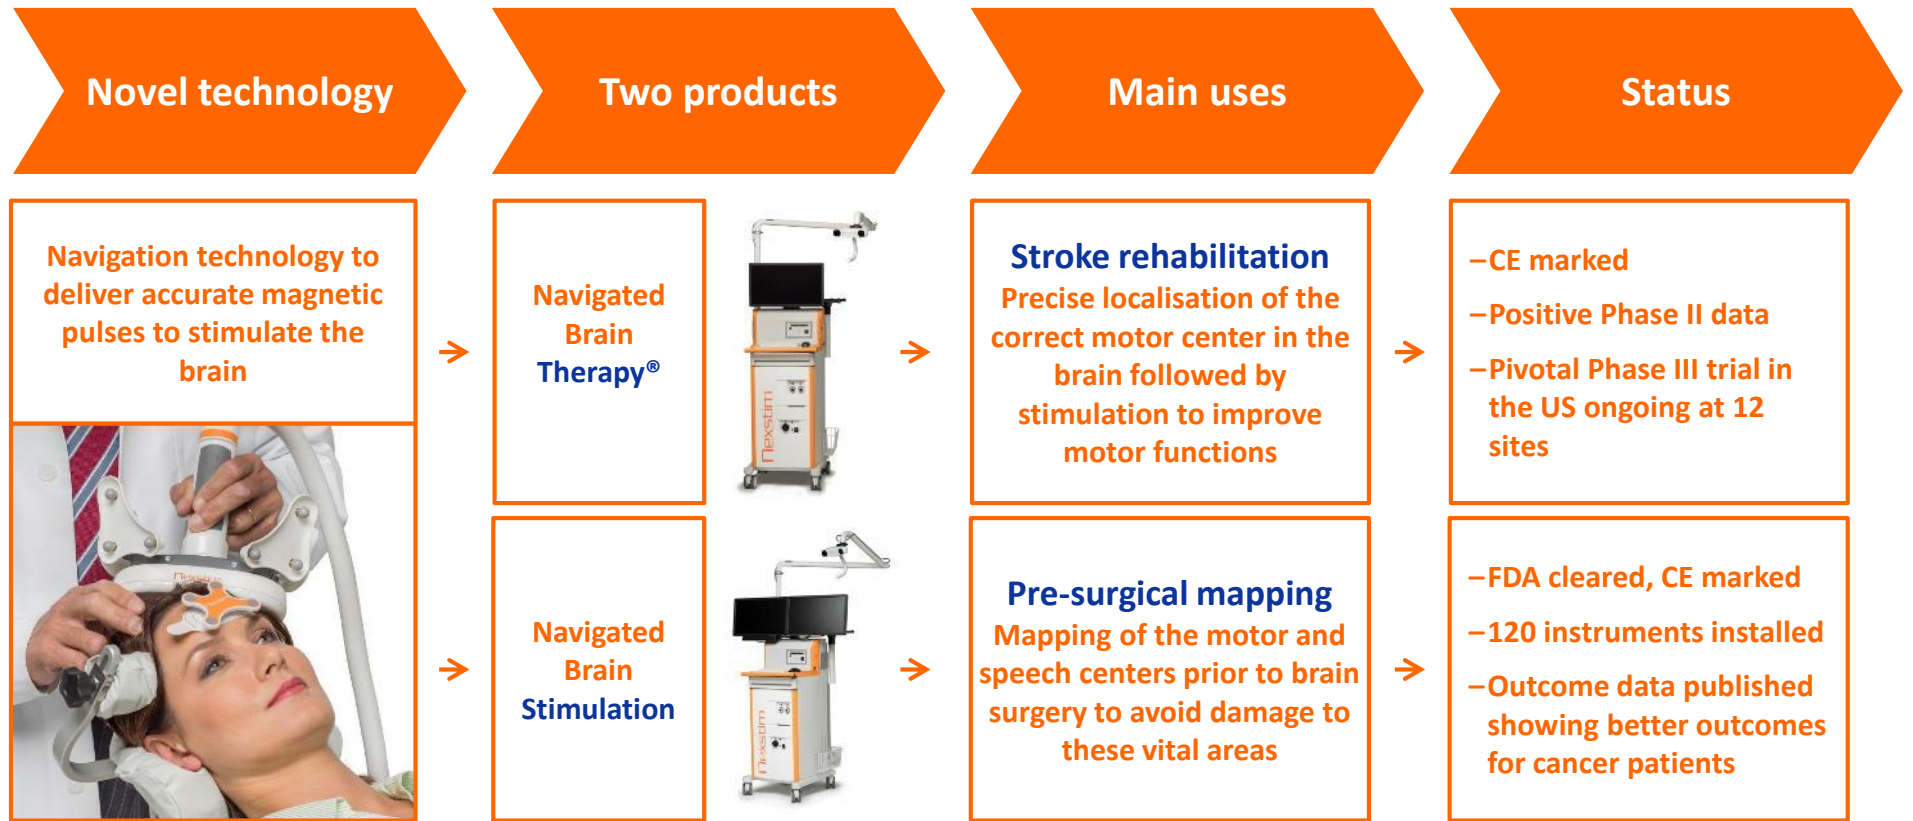 Novel technology
Two products
Main uses
Status
Navigation technology to
deliver accurate magnetic
pulses to stimulate the
brain
Navigated
Brain
Therapy®
nexstim
Stroke rehabilitation
Precise localisation of the
correct motor center in the
brain followed by
stimulation to improve
motor functions
–CE marked
–Positive Phase II data
–Pivotal Phase III trial in
the US ongoing at 12
sites
nexstim
Navigated
Brain
Stimulation
nexstim
Pre-surgical mapping
Mapping of the motor and
speech centers prior to brain
surgery to avoid damage to
these vital areas
–FDA cleared, CE marked
–120 instruments installed
–Outcome data published
showing better outcomes
for cancer patients